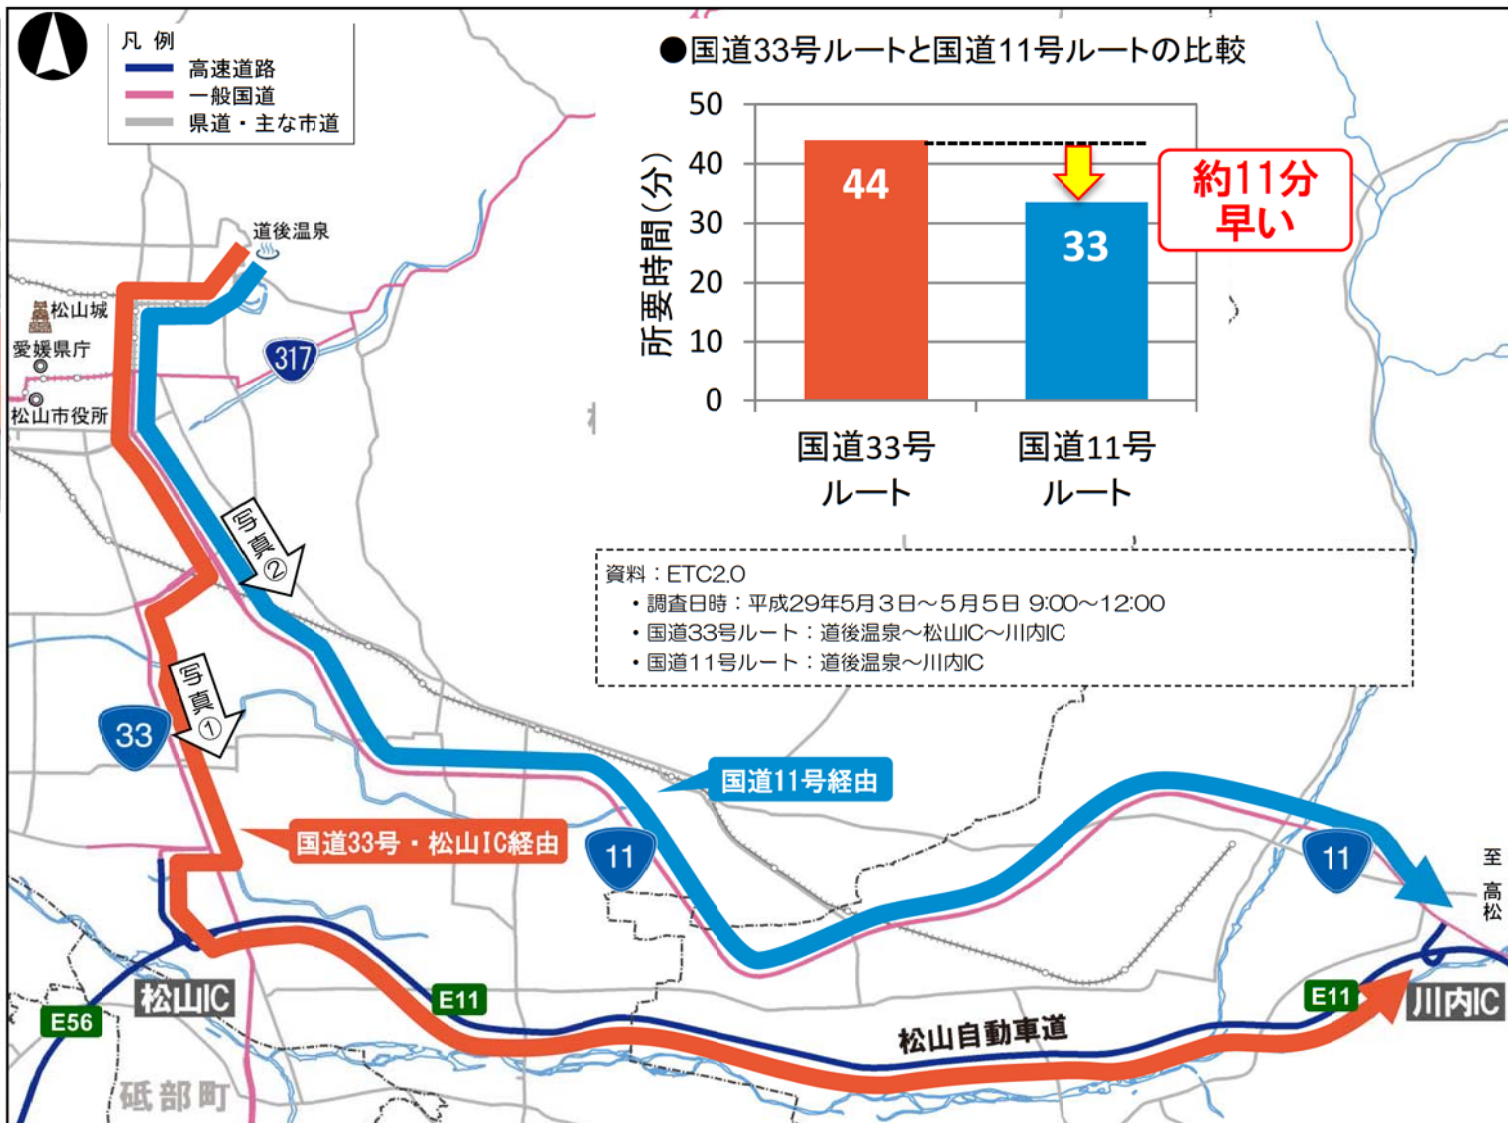 凡 例
高速道路
一般国道
県道・主な市道
●国道33号ルートと国道11号ルートの比較
所要時間(分)
50
40
30
20
10
0
44
33
約11分
早い
国道33号
ルート
国道11号
ルート
資料：ETC2.0
・調査日時：平成29年5月3日～5月5日 9:00～12:00
・国道33号ルート：道後温泉～松山IC～川内IC
・国道11号ルート：道後温泉～川内IC
道後温泉
松山城
愛媛県庁
松山市役所
317
写真②
写真①
33
国道11号経由
国道33号・松山IC経由
11
11
至 高松
松山IC
E56
E11
E11
川内IC
松山自動車道
砥部町